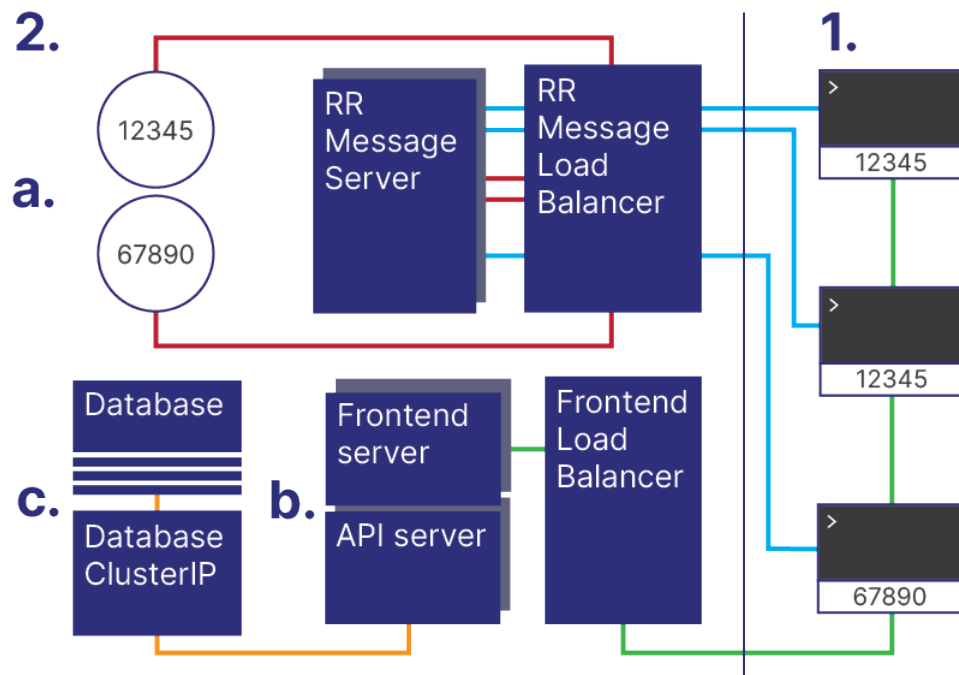 2.
1.
12345
RR
Message
Server
RR
Message
Load
Balancer
>
12345
a.
67890
>
12345
Database
Frontend
server
Frontend
Load
Balancer
c.
b.
Database
ClusterIP
API server
>
67890